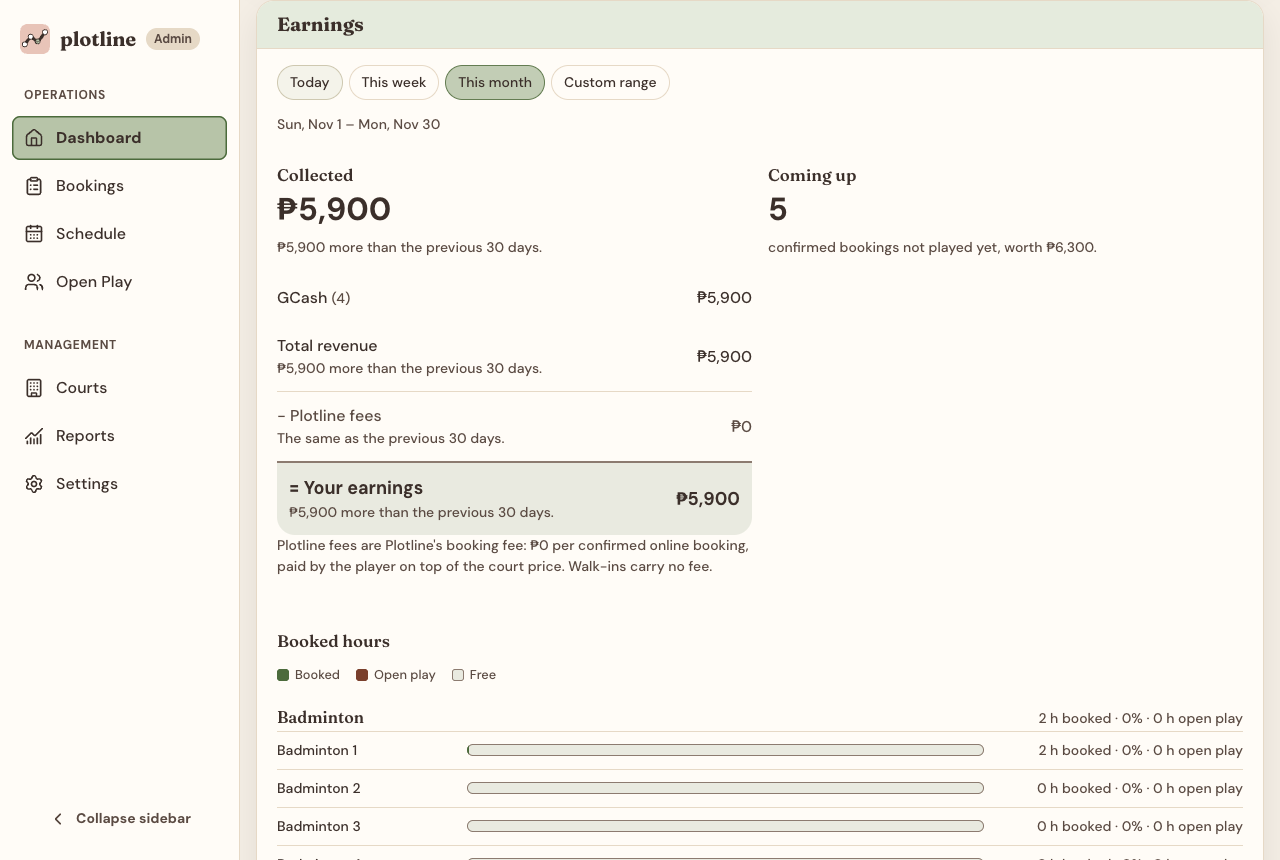 plotline Admin
OPERATIONS
Dashboard
Bookings
Schedule
Open Play
MANAGEMENT
Courts
Reports
Settings
Collapse sidebar
Earnings
Today This week This month Custom range
Sun, Nov 1 – Mon, Nov 30
Collected
₱5,900
₱5,900 more than the previous 30 days.
Coming up
5
confirmed bookings not played yet, worth ₱6,300.
GCash (4) ₱5,900
Total revenue ₱5,900
₱5,900 more than the previous 30 days.
− Plotline fees ₱0
The same as the previous 30 days.
= Your earnings ₱5,900
₱5,900 more than the previous 30 days.
Plotline fees are Plotline's booking fee: ₱0 per confirmed online booking,
paid by the player on top of the court price. Walk-ins carry no fee.
Booked hours
Booked Open play Free
Badminton 2 h booked · 0% · 0 h open play
Badminton 1 2 h booked · 0% · 0 h open play
Badminton 2 0 h booked · 0% · 0 h open play
Badminton 3 0 h booked · 0% · 0 h open play